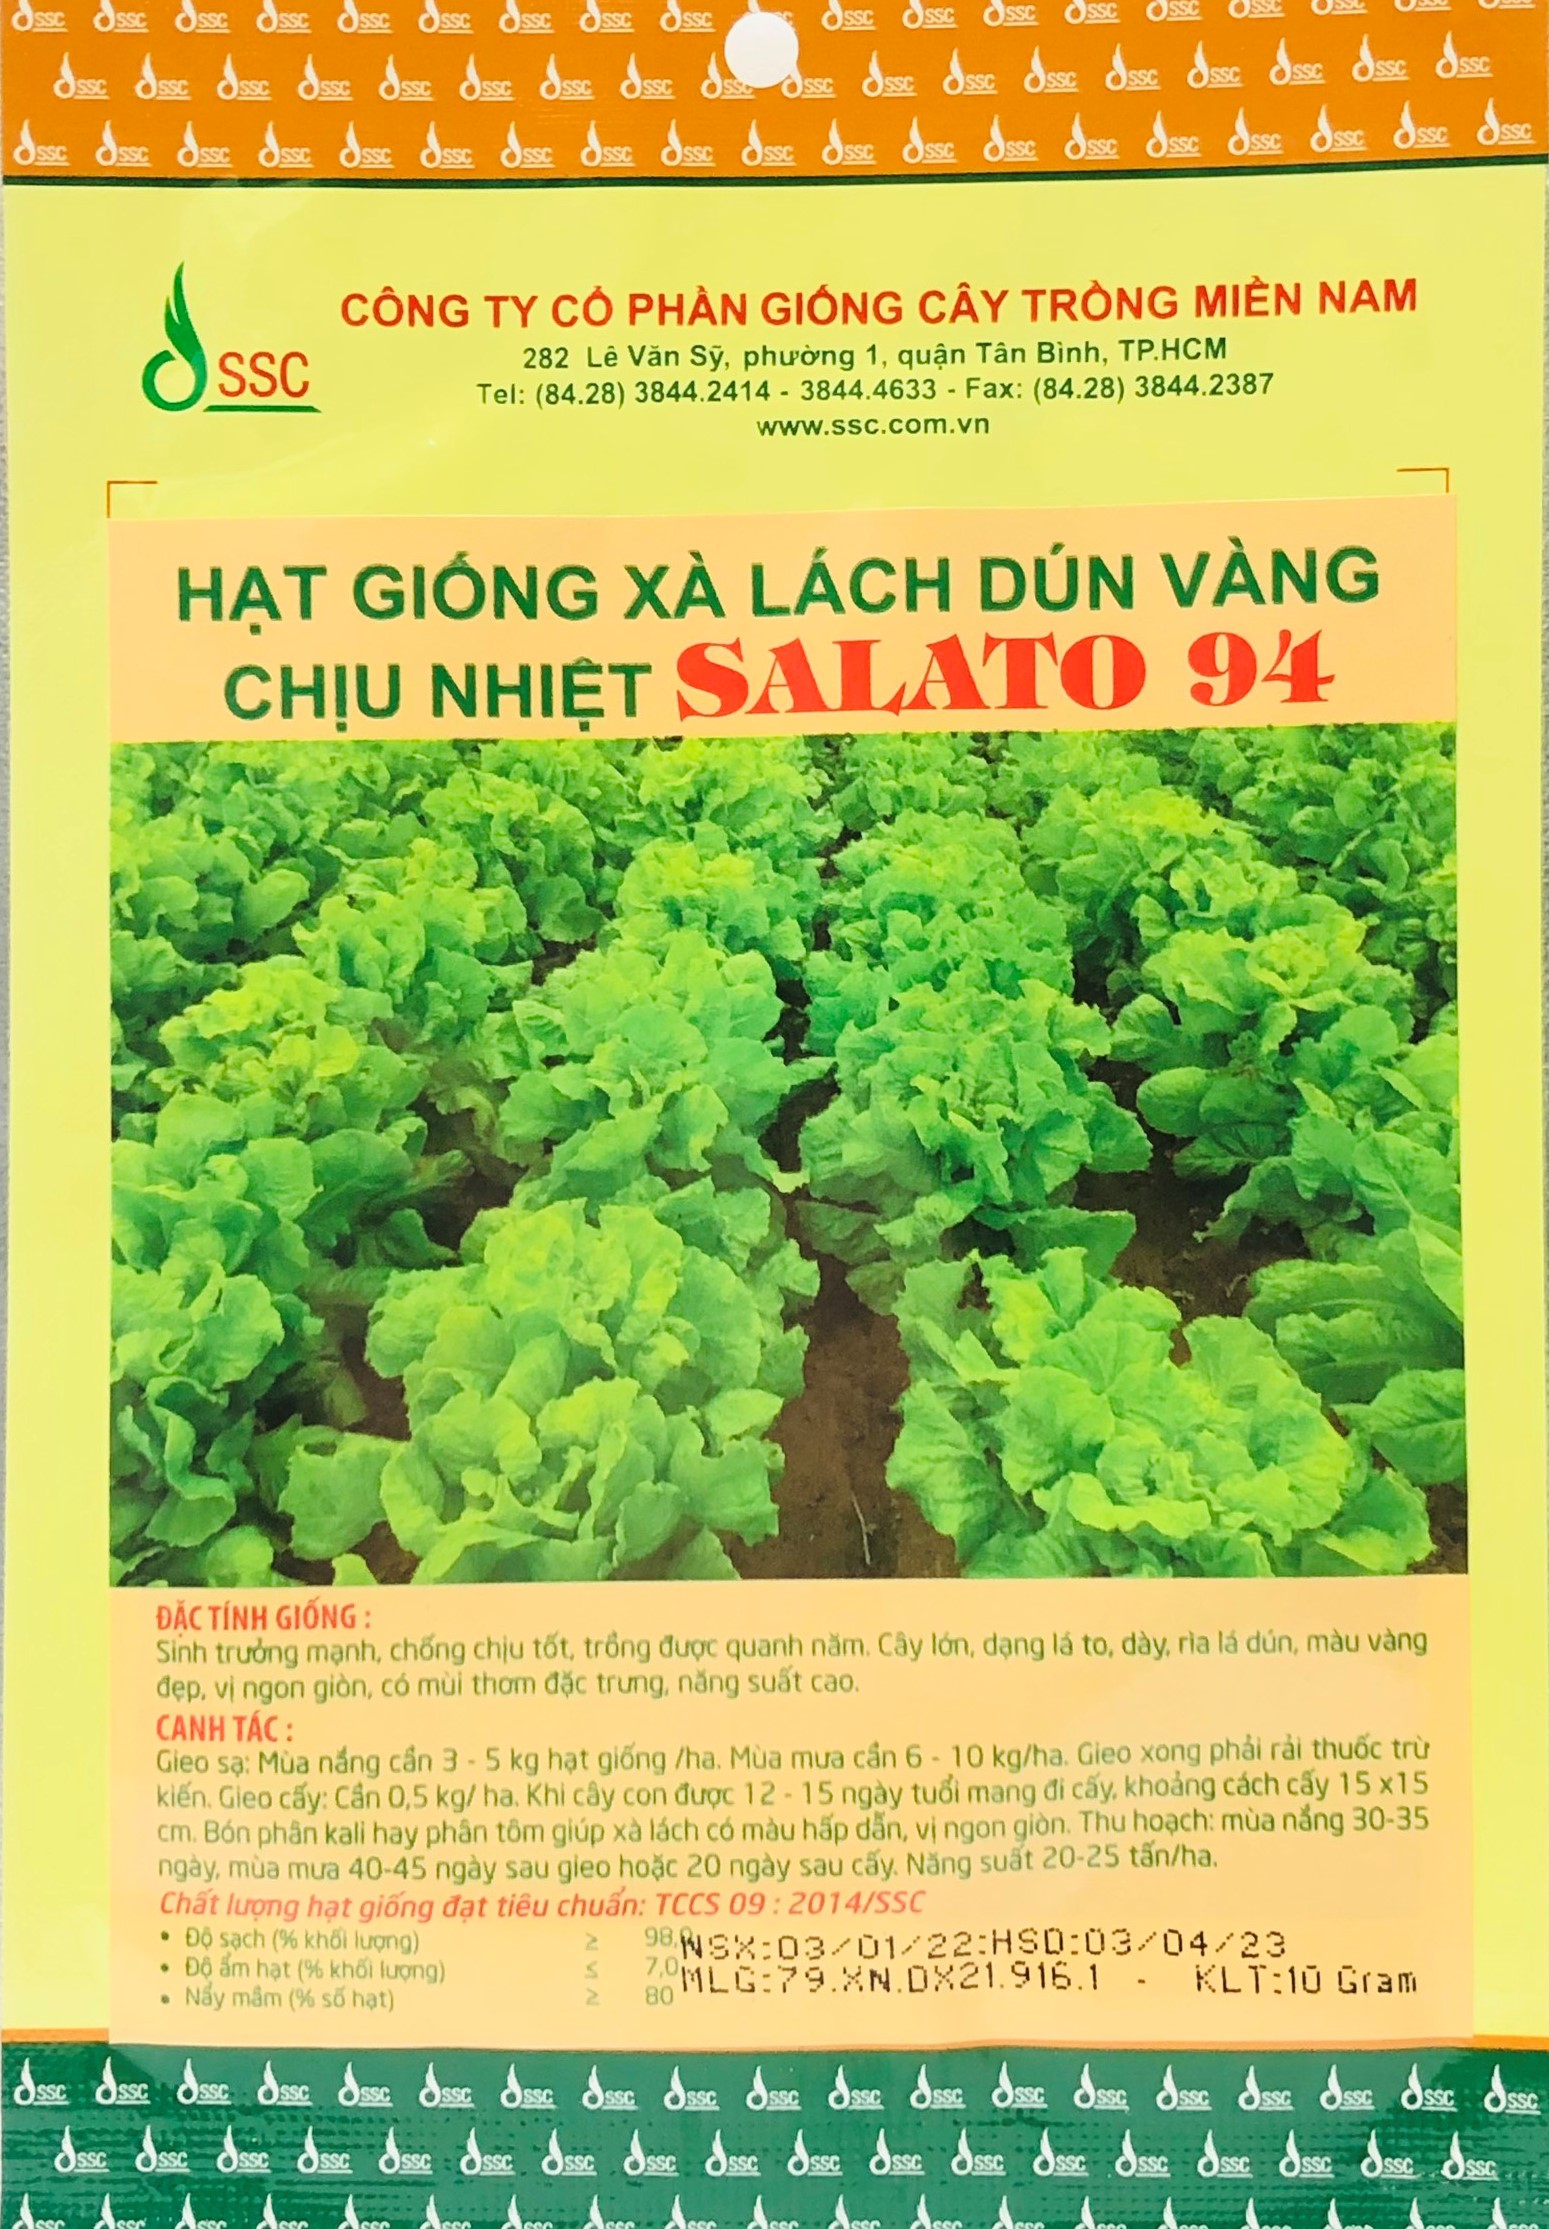 SSC
CÔNG TY CỔ PHẦN GIỐNG CÂY TRỒNG MIỀN NAM
282 Lê Văn Sỹ, phường 1, quận Tân Bình, TP.HCM
Tel: (84.28) 3844.2414 - 3844.4633 - Fax: (84.28) 3844.2387
www.ssc.com.vn
HẠT GIỐNG XÀ LÁCH DÚN VÀNG
CHỊU NHIỆT SALATO 94
ĐẶC TÍNH GIỐNG :
Sinh trưởng mạnh, chống chịu tốt, trồng được quanh năm. Cây lớn, dạng lá to, dày, rìa lá dún, màu vàng
đẹp, vị ngon giòn, có mùi thơm đặc trưng, năng suất cao.
CANH TÁC :
Gieo sạ: Mùa nắng cần 3 - 5 kg hạt giống /ha. Mùa mưa cần 6 - 10 kg/ha. Gieo xong phải rải thuốc trừ
kiến. Gieo cấy: Cần 0,5 kg/ ha. Khi cây con được 12 - 15 ngày tuổi mang đi cấy, khoảng cách cấy 15 x15
cm. Bón phân kali hay phân tôm giúp xà lách có màu hấp dẫn, vị ngon giòn. Thu hoạch: mùa nắng 30-35
ngày, mùa mưa 40-45 ngày sau gieo hoặc 20 ngày sau cấy. Năng suất 20-25 tấn/ha.
Chất lượng hạt giống đạt tiêu chuẩn: TCCS 09 : 2014/SSC
• Độ sạch (% khối lượng) ≥ 98,0
• Độ ẩm hạt (% khối lượng) ≤ 7,0
• Nẩy mầm (% số hạt) ≥ 80
NSX:03/01/22:HSD:03/04/23
MLG:79.XN.DX21.916.1 - KLT:10 Gram